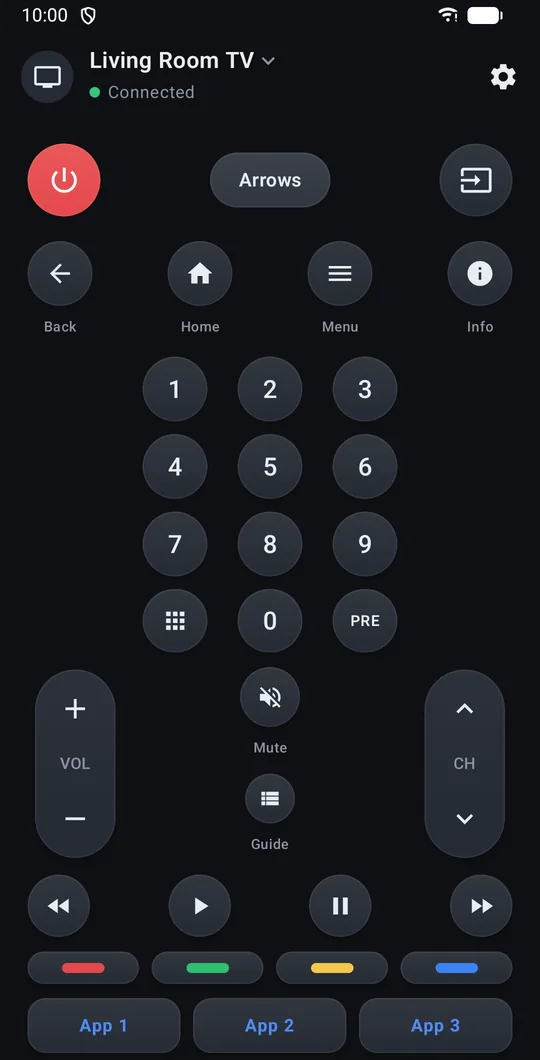 10:00
Living Room TV
Connected
Arrows
Back Home Menu Info
1 2 3
4 5 6
7 8 9
0 PRE
Mute
VOL CH
Guide
App 1 App 2 App 3